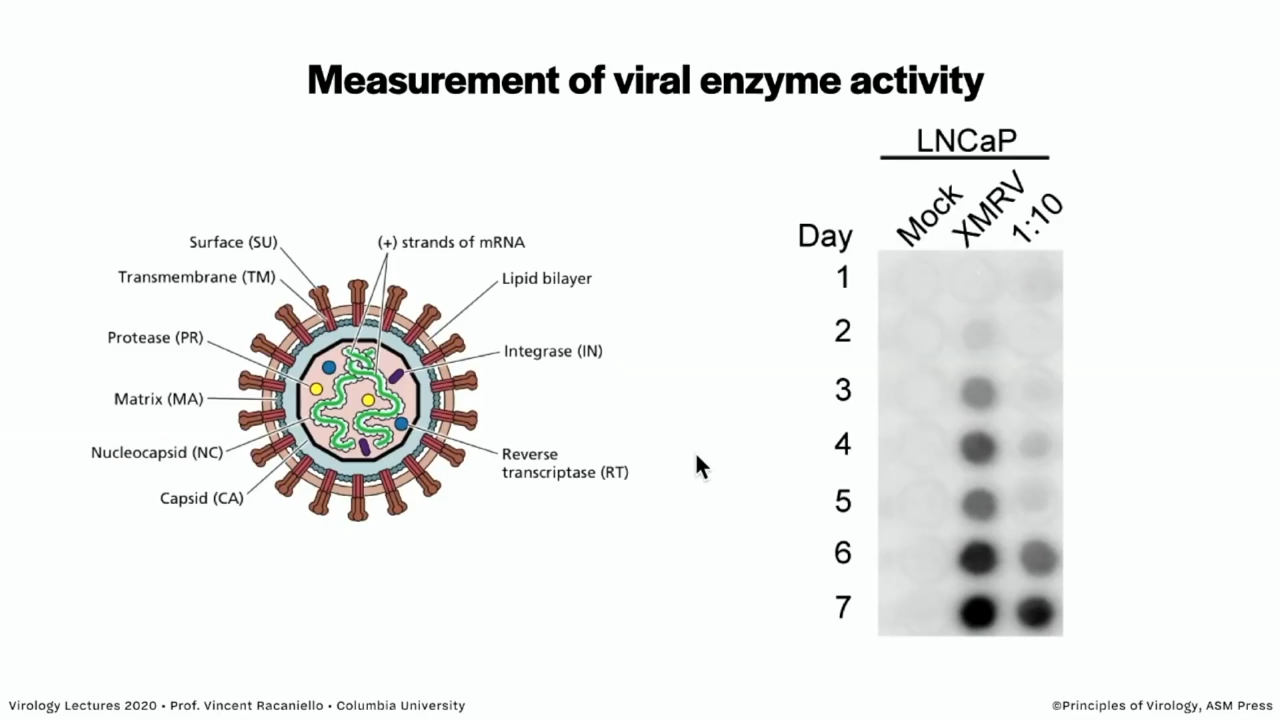 Measurement of viral enzyme activity
LNCaP
Mock
XMRV
1:10
Day
1
2
3
4
5
6
7
Surface (SU)
(+) strands of mRNA
Transmembrane (TM)
Lipid bilayer
Protease (PR)
Integrase (IN)
Matrix (MA)
Nucleocapsid (NC)
Reverse
transcriptase (RT)
Capsid (CA)
Virology Lectures 2020 • Prof. Vincent Racaniello • Columbia University
©Principles of Virology, ASM Press